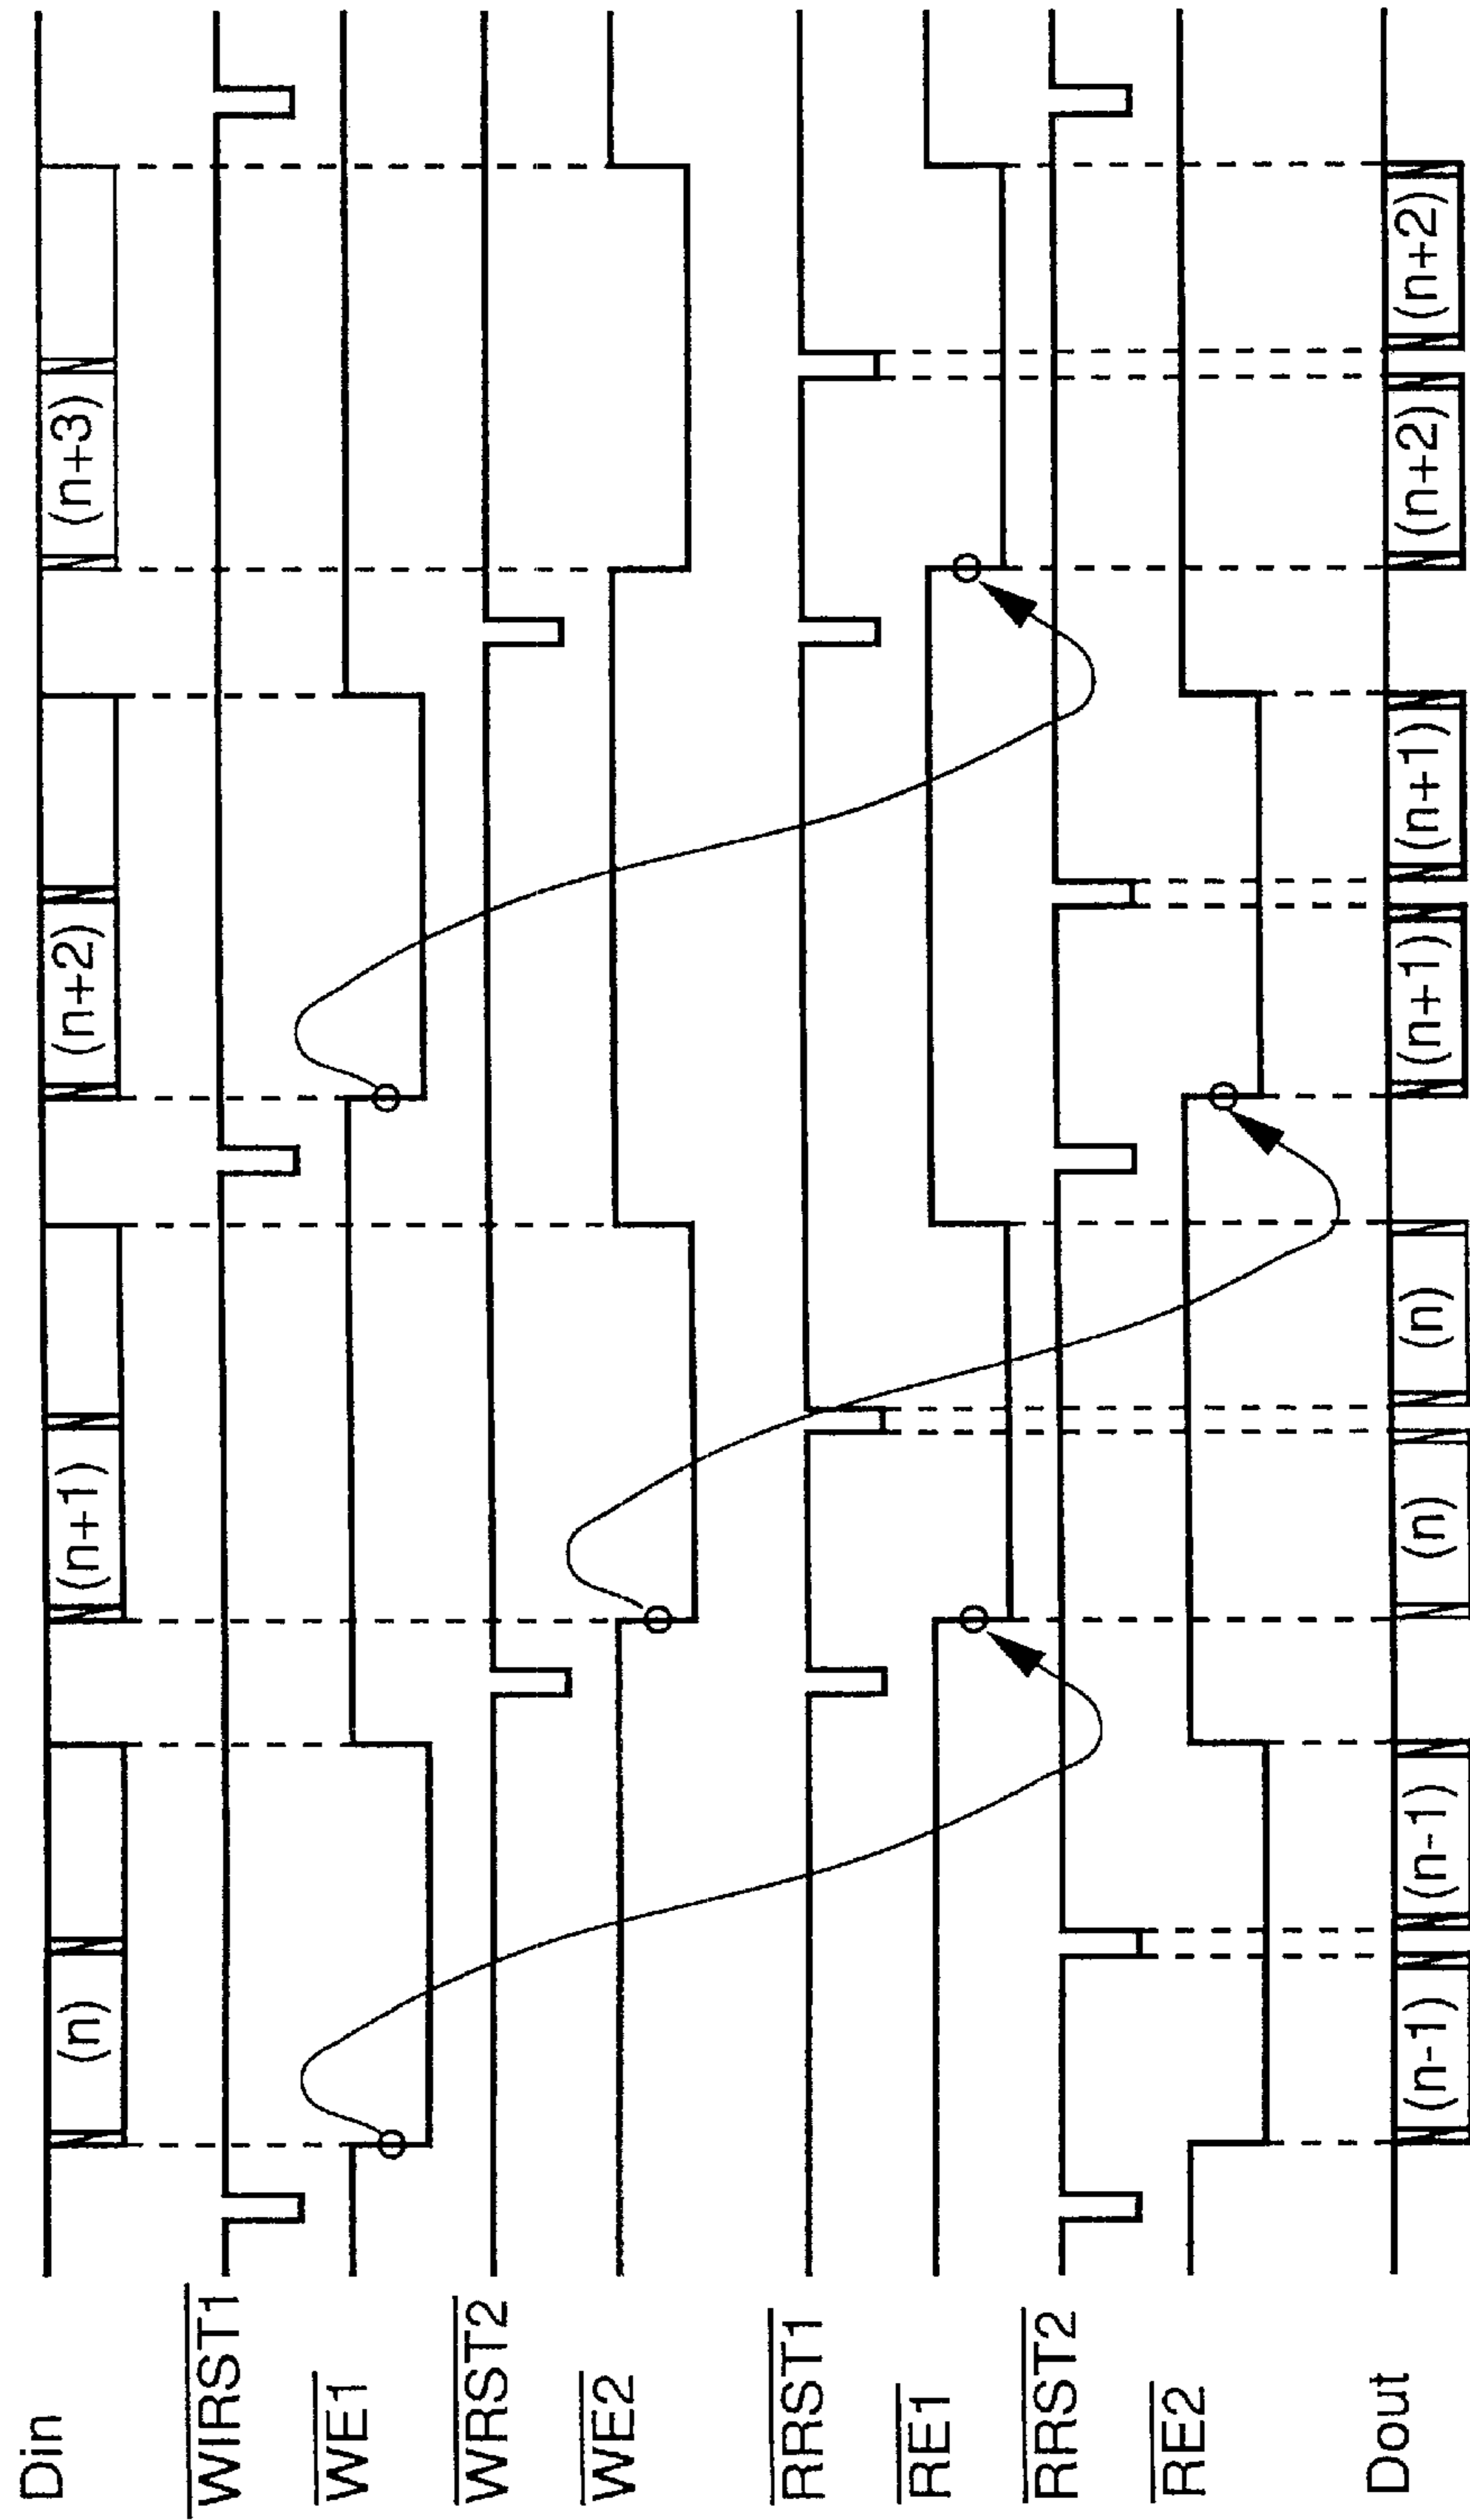 Din (n) (n+1) (n+2) (n+3)
WIRST1
WE1
WRST2
WE2
RRST1
RE1
RRST2
RE2
Dout (n-1) (n-1) (n) (n) (n+1) (n+1) (n+2) (n+2)